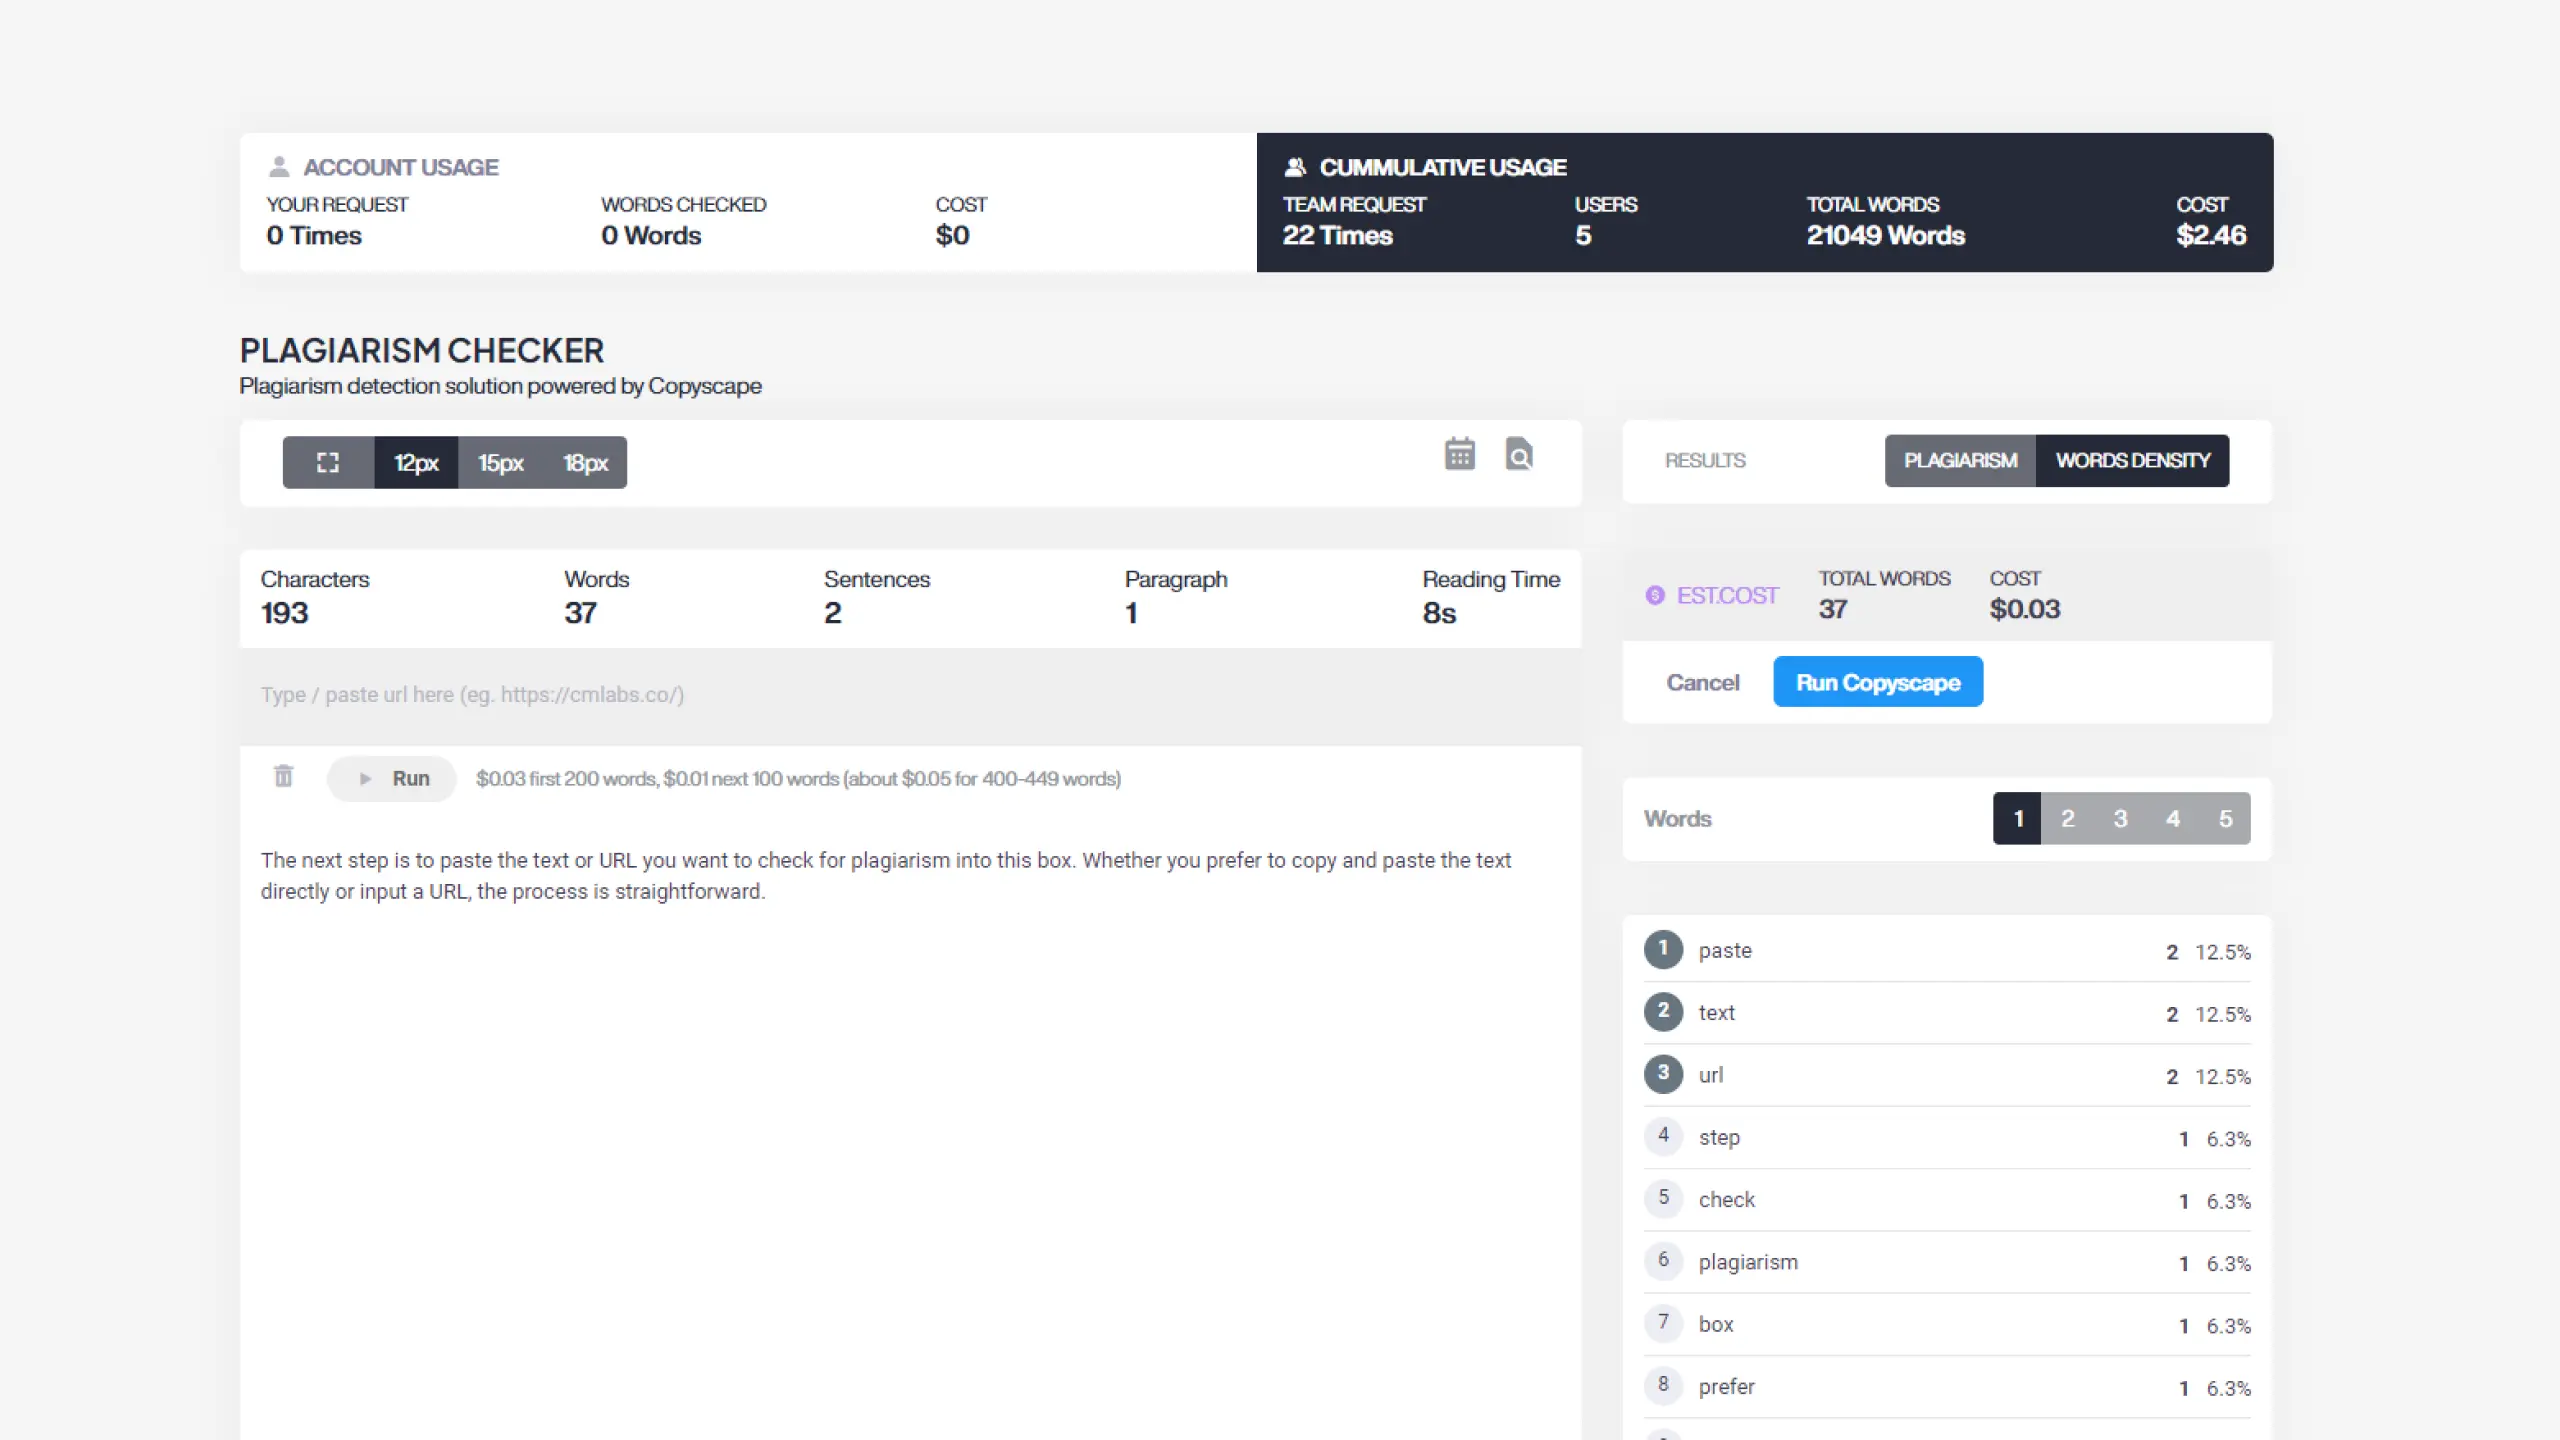 ACCOUNT USAGE
YOUR REQUEST WORDS CHECKED COST
0 Times 0 Words $0
CUMMULATIVE USAGE
TEAM REQUEST USERS TOTAL WORDS COST
22 Times 5 21049 Words $2.46
PLAGIARISM CHECKER
Plagiarism detection solution powered by Copyscape
12px 15px 18px
Characters Words Sentences Paragraph Reading Time
193 37 2 1 8s
Type / paste url here (eg. https://cmlabs.co/)
Run $0.03 first 200 words, $0.01 next 100 words (about $0.05 for 400-449 words)
The next step is to paste the text or URL you want to check for plagiarism into this box. Whether you prefer to copy and paste the text
directly or input a URL, the process is straightforward.
RESULTS PLAGIARISM WORDS DENSITY
EST.COST TOTAL WORDS COST
37 $0.03
Cancel Run Copyscape
Words 1 2 3 4 5
1 paste 2 12.5%
2 text 2 12.5%
3 url 2 12.5%
4 step 1 6.3%
5 check 1 6.3%
6 plagiarism 1 6.3%
7 box 1 6.3%
8 prefer 1 6.3%